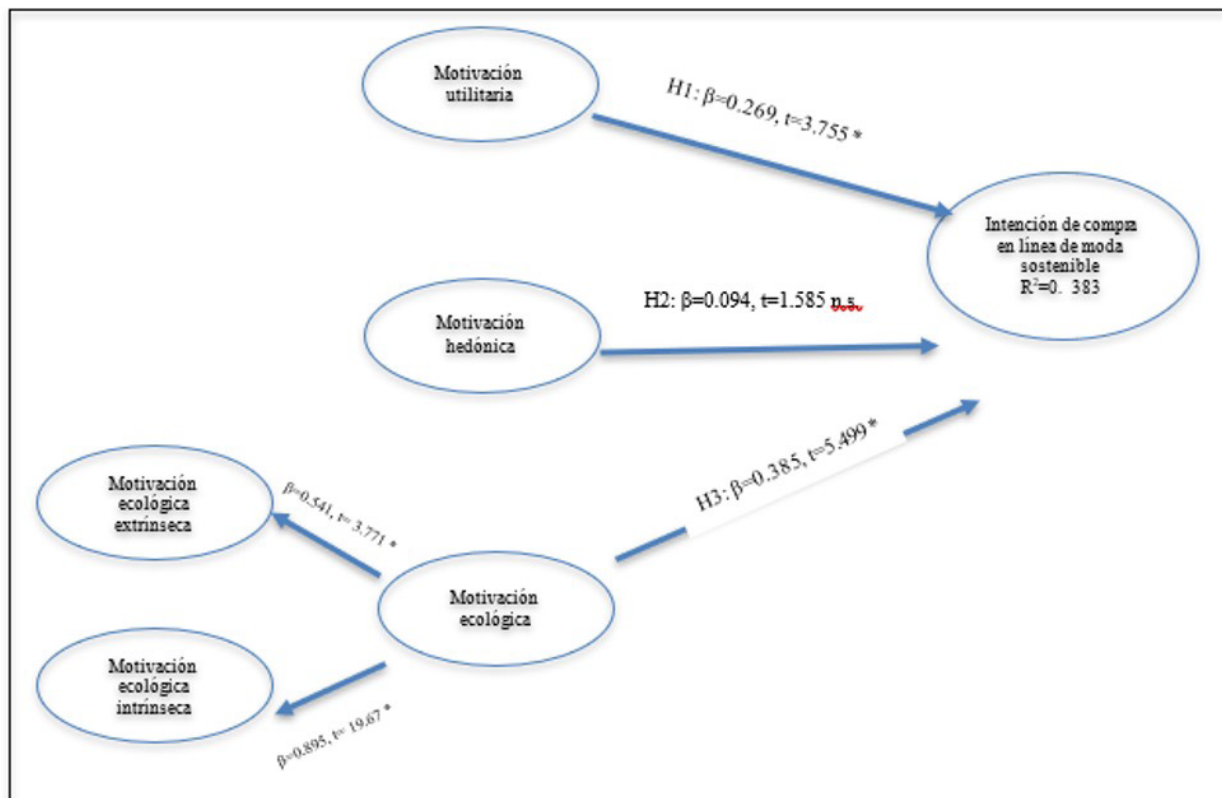 Motivación
utilitaria
H1: β=0.269, t=3.755 *
Intención de compra
en línea de moda
sostenible
R²=0. 383
H2: β=0.094, t=1.585 n.s.
Motivación
hedónica
H3: β=0.385, t=5.499 *
Motivación
ecológica
extrínseca
β=0.541, t= 3.771 *
Motivación
ecológica
Motivación
ecológica
intrínseca
β=0.895, t= 19.67 *